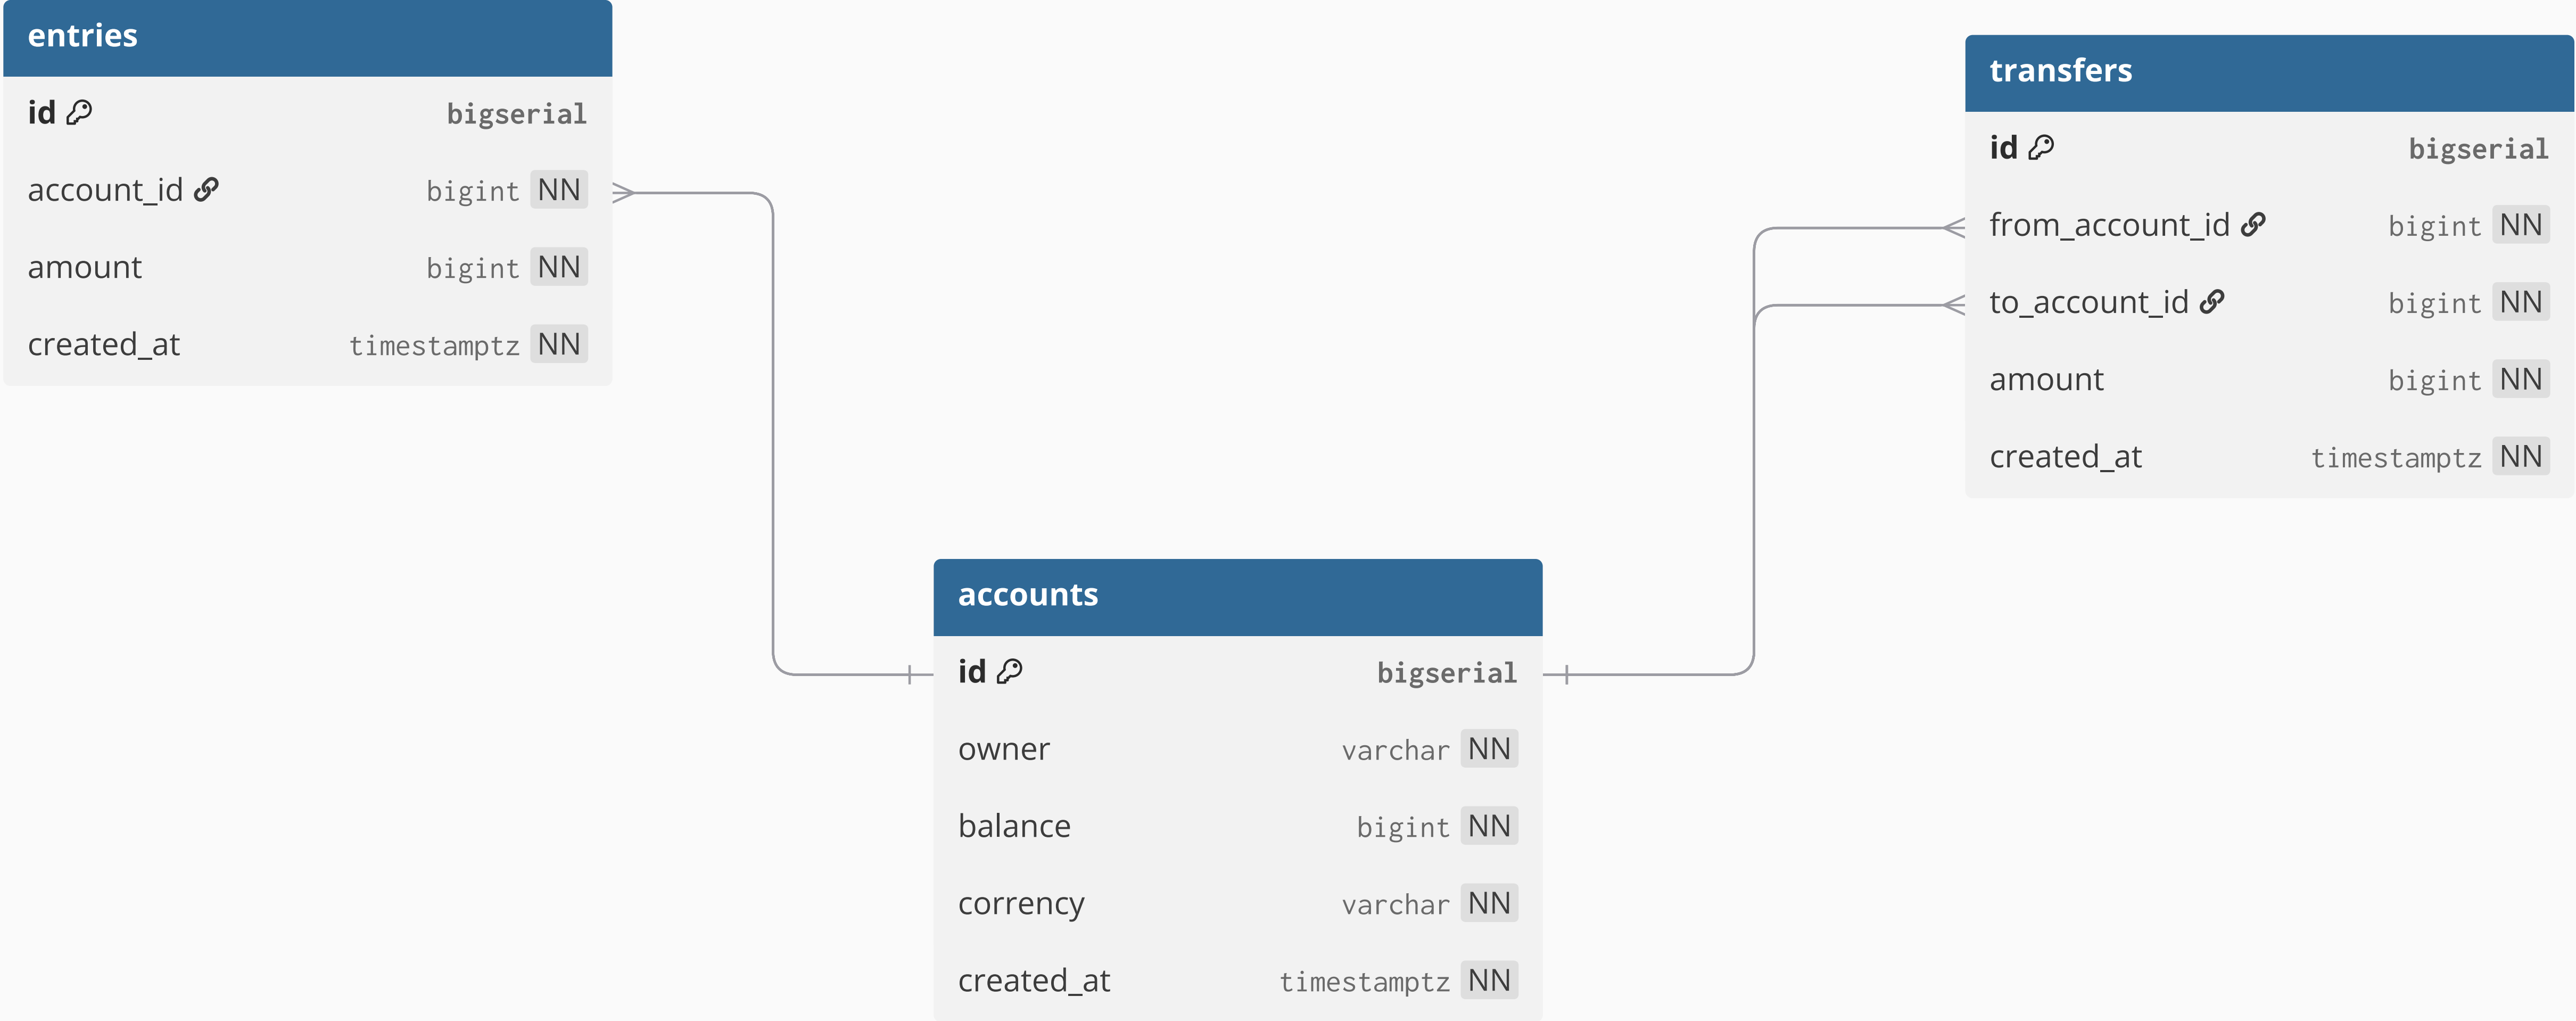 entries
id bigserial
account_id bigint NN
amount bigint NN
created_at timestamptz NN
transfers
id bigserial
from_account_id bigint NN
to_account_id bigint NN
amount bigint NN
created_at timestamptz NN
accounts
id bigserial
owner varchar NN
balance bigint NN
corrency varchar NN
created_at timestamptz NN